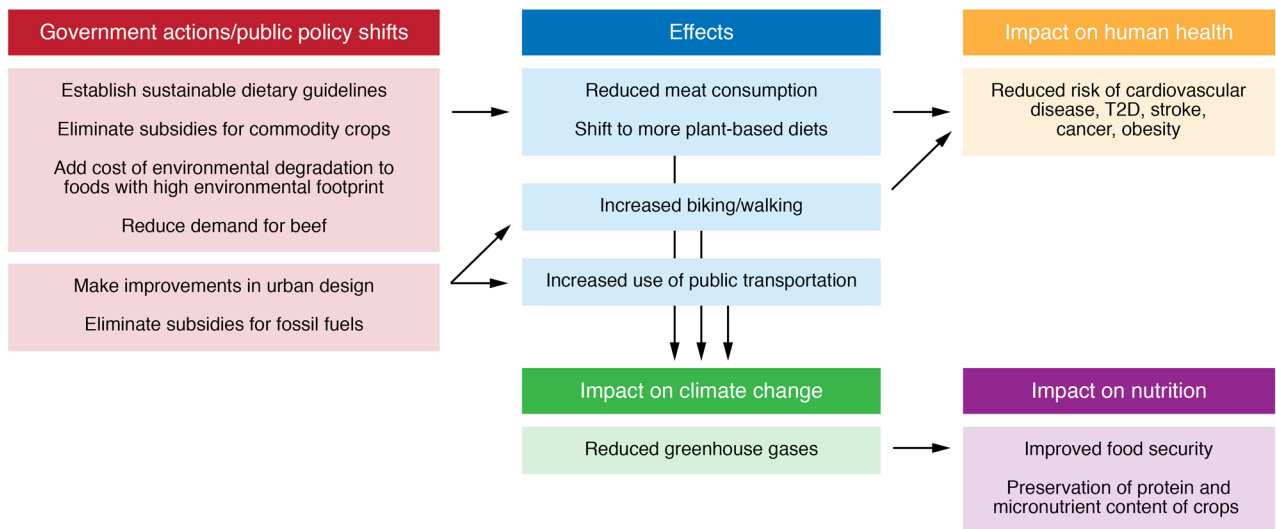 Government actions/public policy shifts
Establish sustainable dietary guidelines
Eliminate subsidies for commodity crops
Add cost of environmental degradation to
foods with high environmental footprint
Reduce demand for beef
Make improvements in urban design
Eliminate subsidies for fossil fuels
Effects
Reduced meat consumption
Shift to more plant-based diets
Increased biking/walking
Increased use of public transportation
Impact on human health
Reduced risk of cardiovascular
disease, T2D, stroke,
cancer, obesity
Impact on climate change
Reduced greenhouse gases
Impact on nutrition
Improved food security
Preservation of protein and
micronutrient content of crops